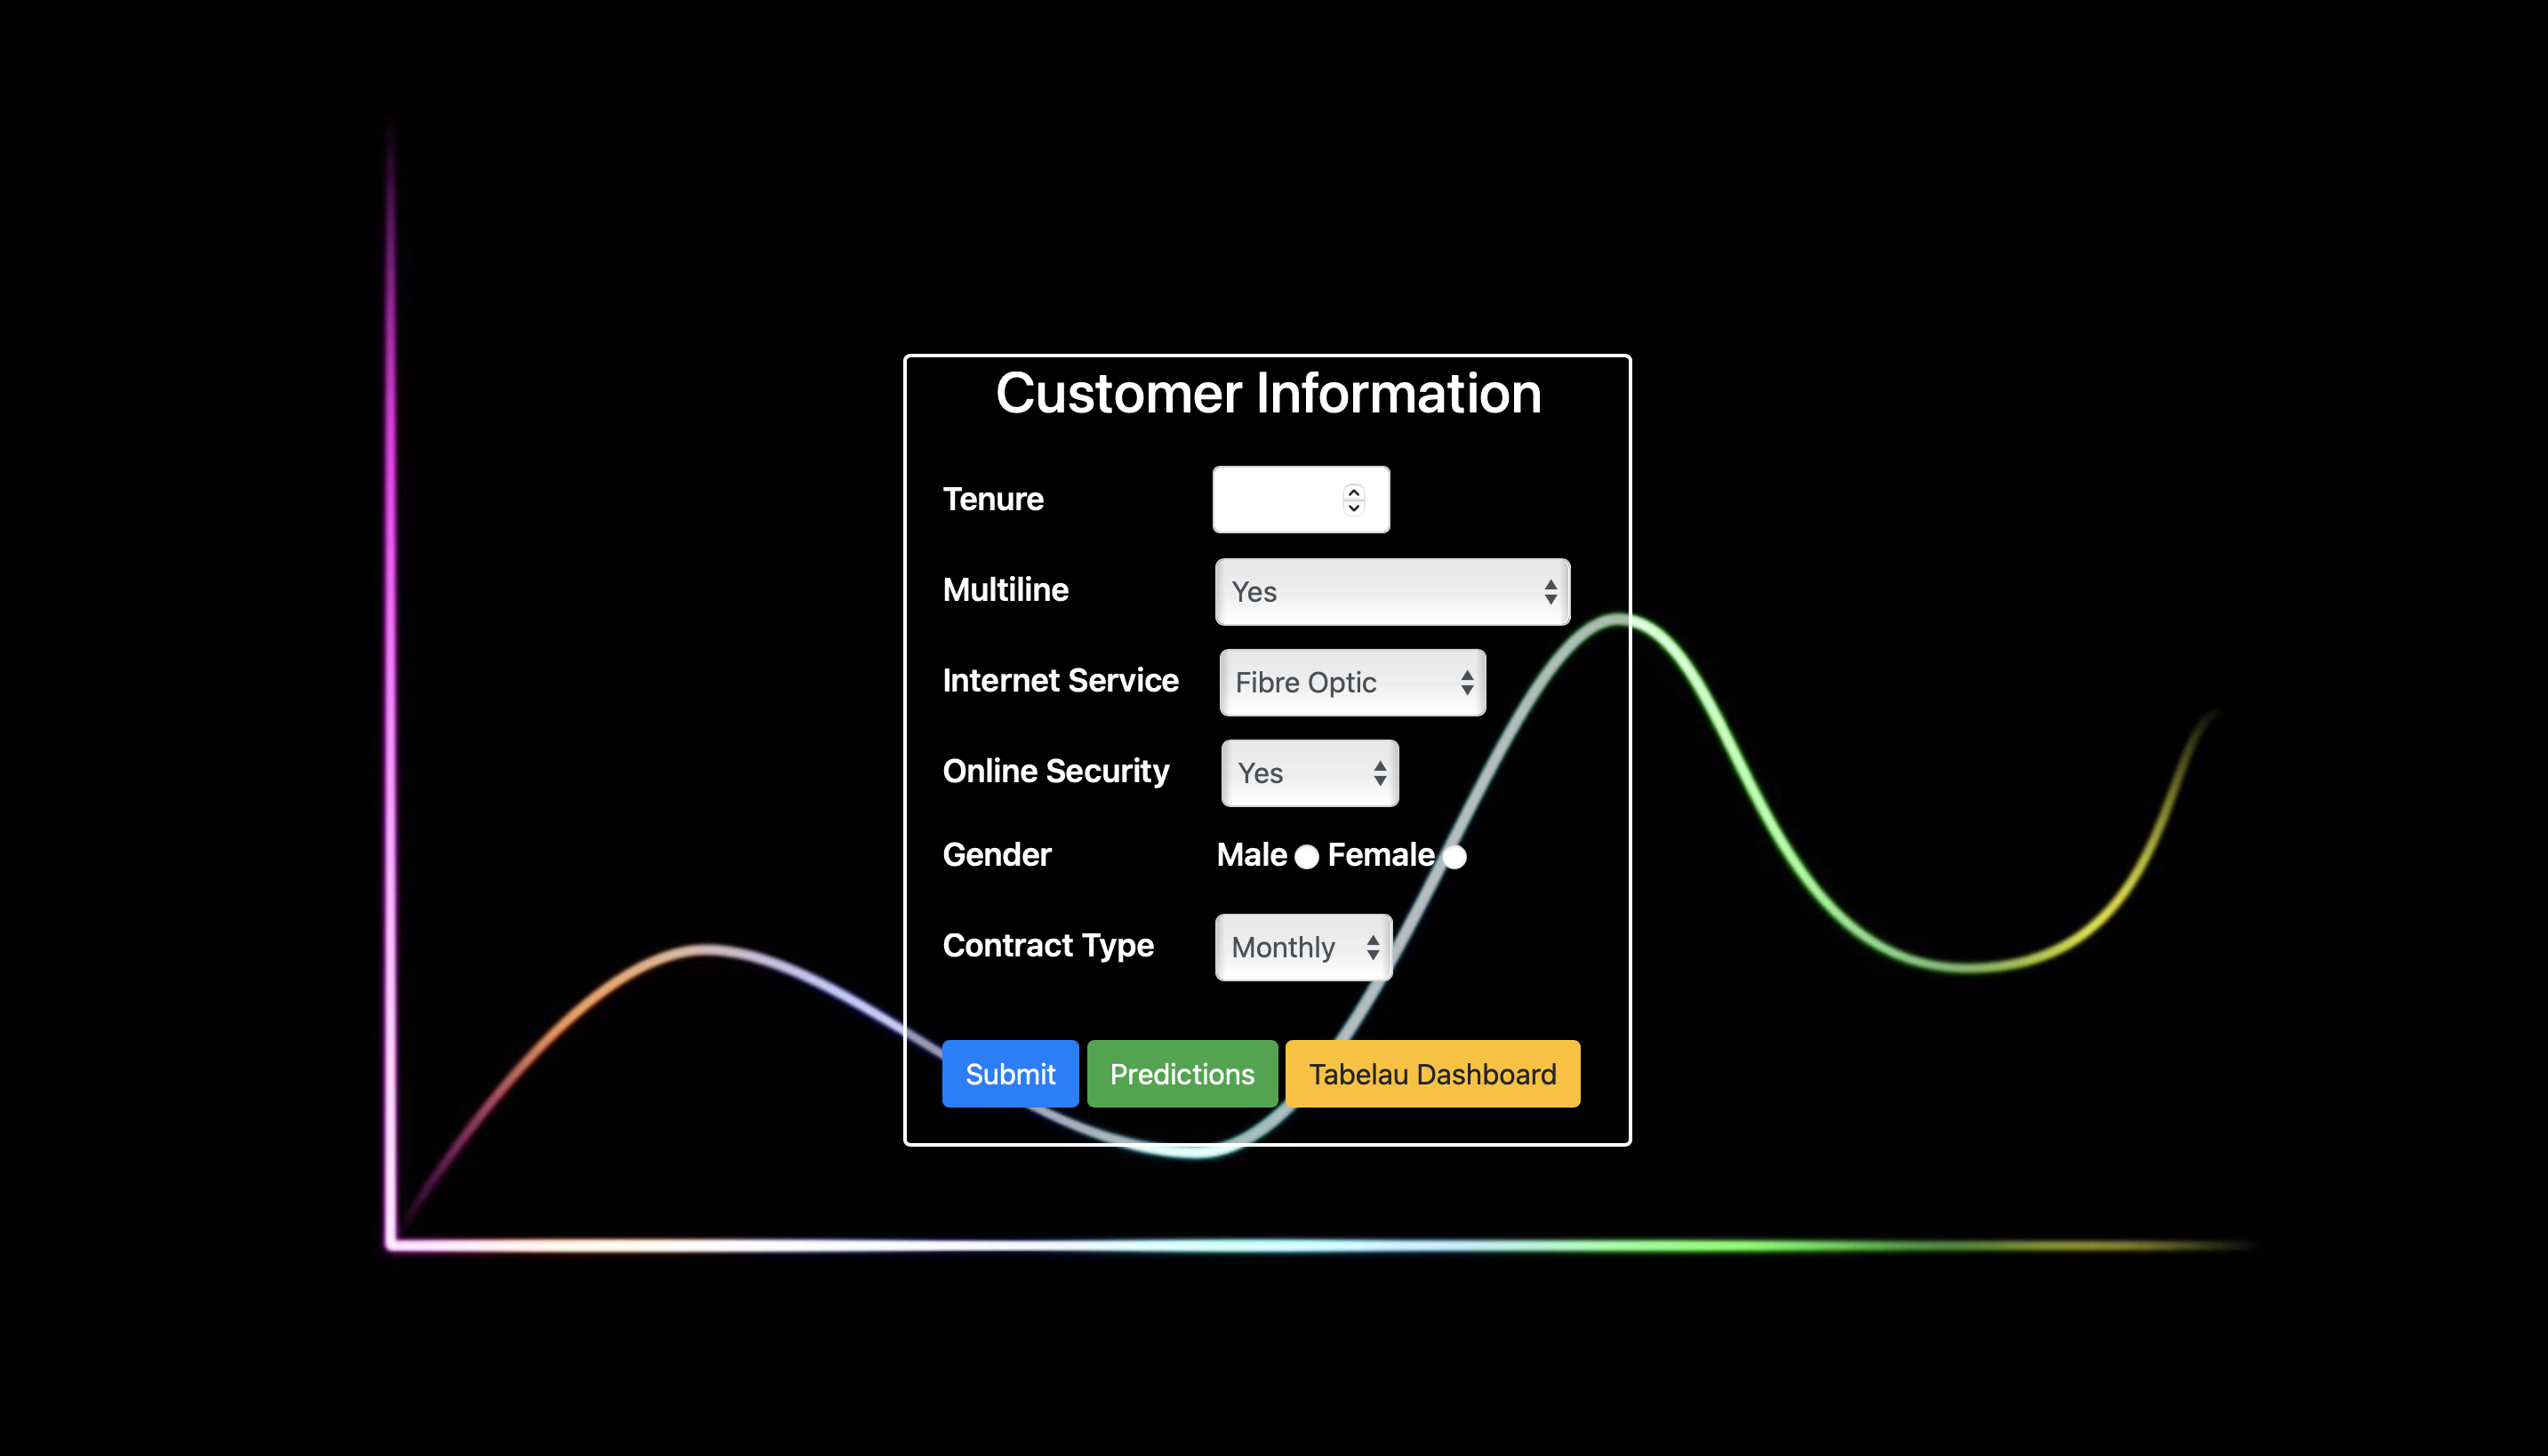 Customer Information
Tenure
Multiline Yes
Internet Service Fibre Optic
Online Security Yes
Gender Male Female
Contract Type Monthly
Submit Predictions Tabelau Dashboard